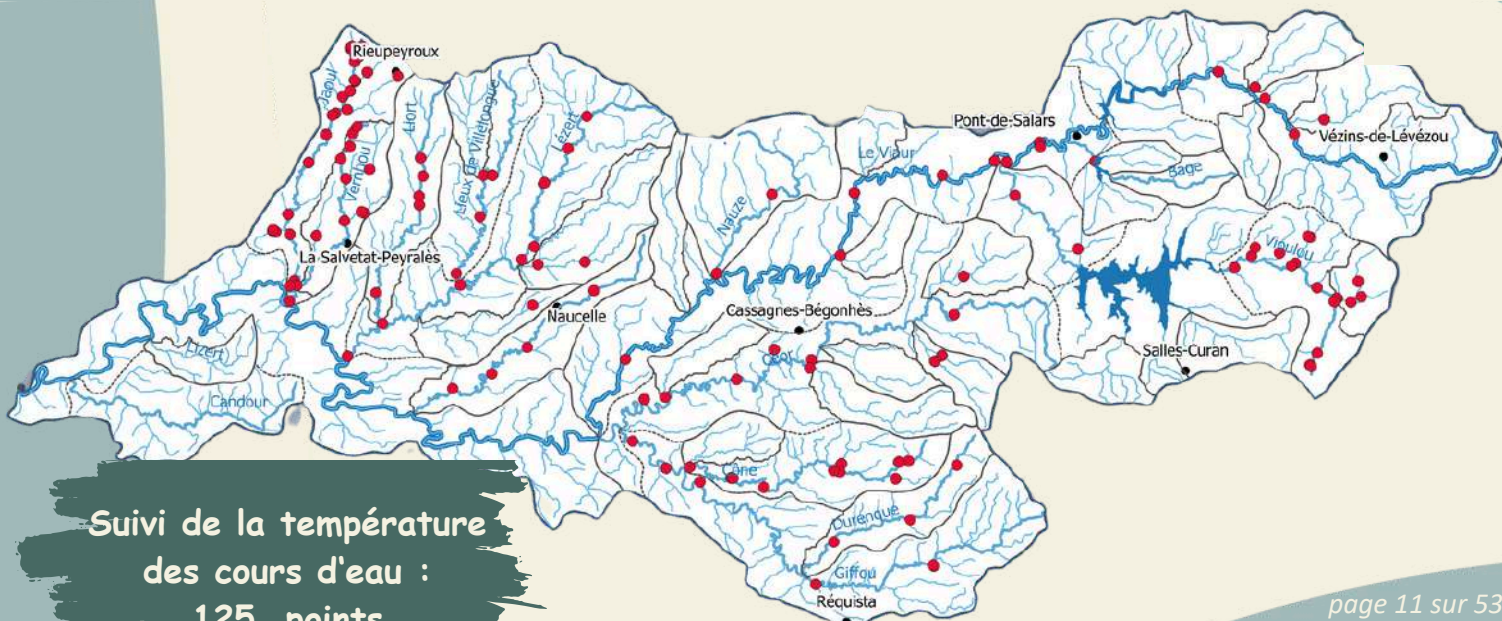 Rieupeyroux
Jaoul
Liort
Lieux de Villelongue
Lézert
Vernhou
Pont-de-Salars
Le Viaur
Vézins-de-Lévézou
Bage
Nauze
Vioulou
La Salvetat-Peyralès
Naucelle
Cassagnes-Bégonhès
Céor
Salles-Curan
Lizert
Candour
Cône
Durenque
Giffou
Réquista
Suivi de la température
des cours d'eau :
125 points
page 11 sur 53